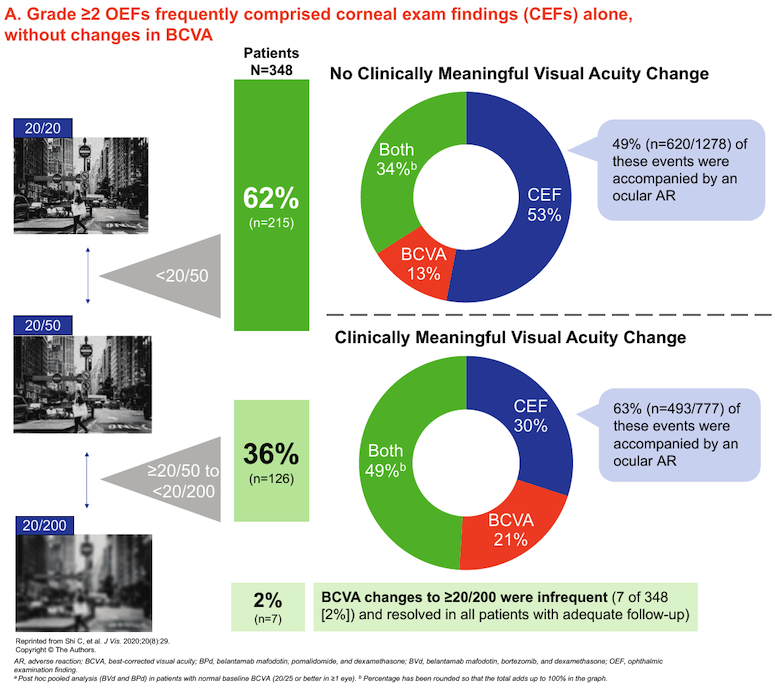 A. Grade ≥2 OEFs frequently comprised corneal exam findings (CEFs) alone,
without changes in BCVA
Patients
N=348
No Clinically Meaningful Visual Acuity Change
20/20
62%
(n=215)
<20/50
Both
34%b
CEF
53%
BCVA
13%
49% (n=620/1278) of
these events were
accompanied by an
ocular AR
20/50
Clinically Meaningful Visual Acuity Change
36%
(n=126)
≥20/50 to
<20/200
Both
49%b
CEF
30%
BCVA
21%
63% (n=493/777) of
these events were
accompanied by an
ocular AR
20/200
2%
(n=7)
BCVA changes to ≥20/200 were infrequent (7 of 348
[2%]) and resolved in all patients with adequate follow-up)
Reprinted from Shi C, et al. J Vis. 2020;20(8):29.
Copyright © The Authors.
AR, adverse reaction; BCVA, best-corrected visual acuity; BPd, belantamab mafodotin, pomalidomide, and dexamethasone; BVd, belantamab mafodotin, bortezomib, and dexamethasone; OEF, ophthalmic
examination finding.
a Post hoc pooled analysis (BVd and BPd) in patients with normal baseline BCVA (20/25 or better in ≥1 eye). b Percentage has been rounded so that the total adds up to 100% in the graph.